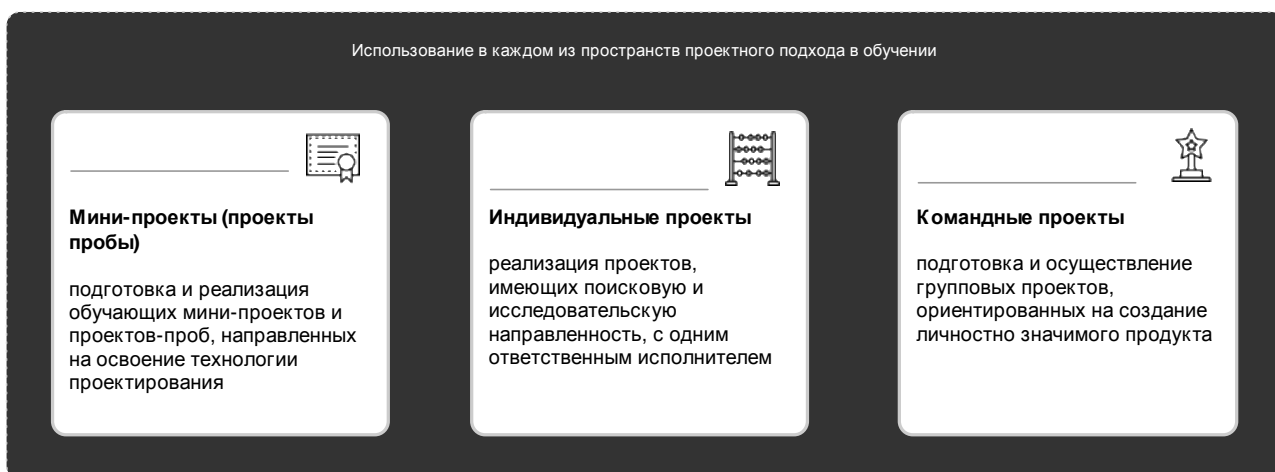 Использование в каждом из пространств проектного подхода в обучении
Мини-проекты (проекты
пробы)
подготовка и реализация
обучающих мини-проектов и
проектов-проб, направленных
на освоение технологии
проектирования
Индивидуальные проекты
реализация проектов,
имеющих поисковую и
исследовательскую
направленность, с одним
ответственным исполнителем
Командные проекты
подготовка и осуществление
групповых проектов,
ориентированных на создание
личностно значимого продукта